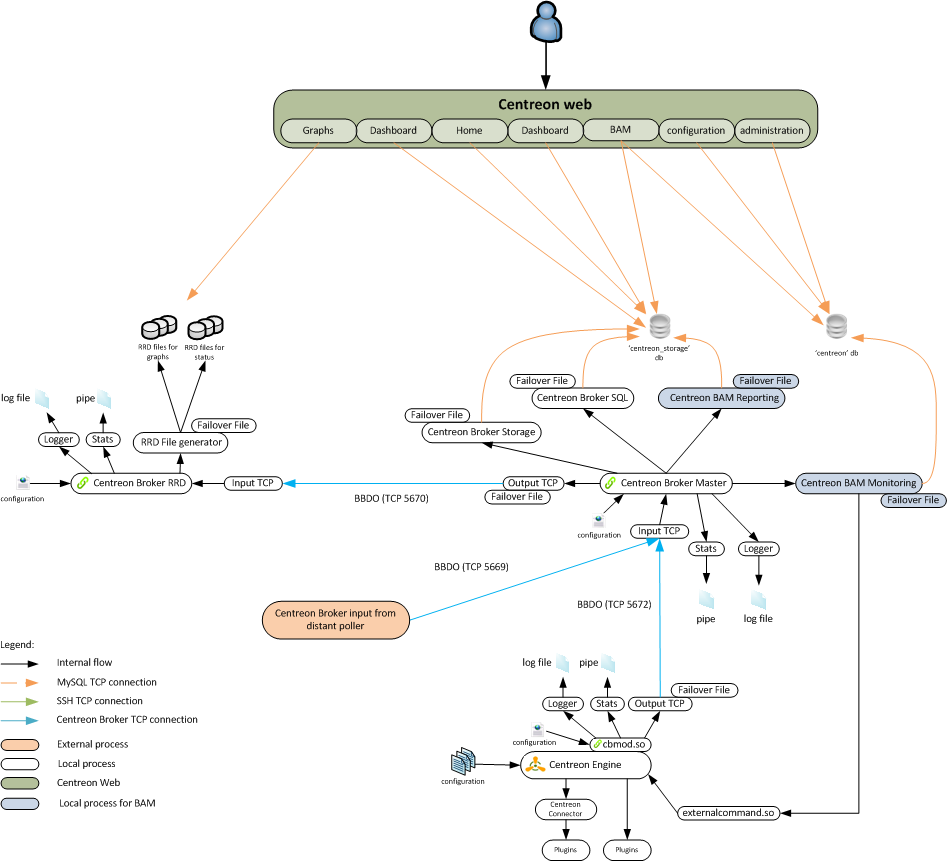 Centreon web
Graphs
Dashboard
Home
Dashboard
BAM
configuration
administration
RRD files for
graphs
RRD files for
status
'centreon_storage'
db
'centreon' db
log file
pipe
Logger
Stats
Failover File
RRD File generator
configuration
Centreon Broker RRD
Input TCP
BBDO (TCP 5670)
Output TCP
Failover File
Failover File
Centreon Broker Storage
Failover File
Centreon Broker SQL
Failover File
Centreon BAM Reporting
Centreon Broker Master
Centreon BAM Monitoring
Failover File
configuration
Input TCP
Stats
Logger
pipe
log file
BBDO (TCP 5669)
BBDO (TCP 5672)
Centreon Broker input from
distant poller
Legend:
Internal flow
MySQL TCP connection
SSH TCP connection
Centreon Broker TCP connection
External process
Local process
Centreon Web
Local process for BAM
log file
pipe
Failover File
Logger
Stats
Output TCP
configuration
cbmod.so
Centreon Engine
configuration
Centreon
Connector
externalcommand.so
Plugins
Plugins